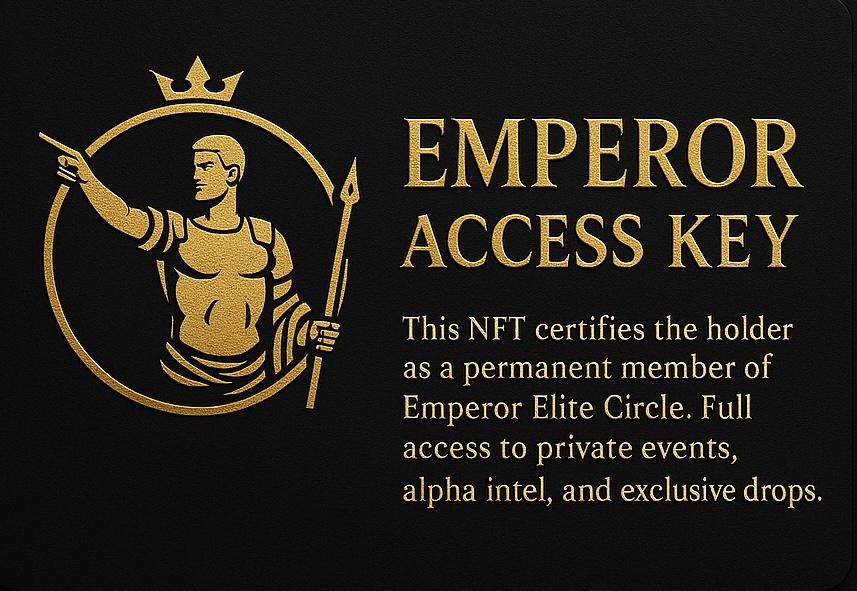 EMPEROR
ACCESS KEY
This NFT certifies the holder
as a permanent member of
Emperor Elite Circle. Full
access to private events,
alpha intel, and exclusive drops.